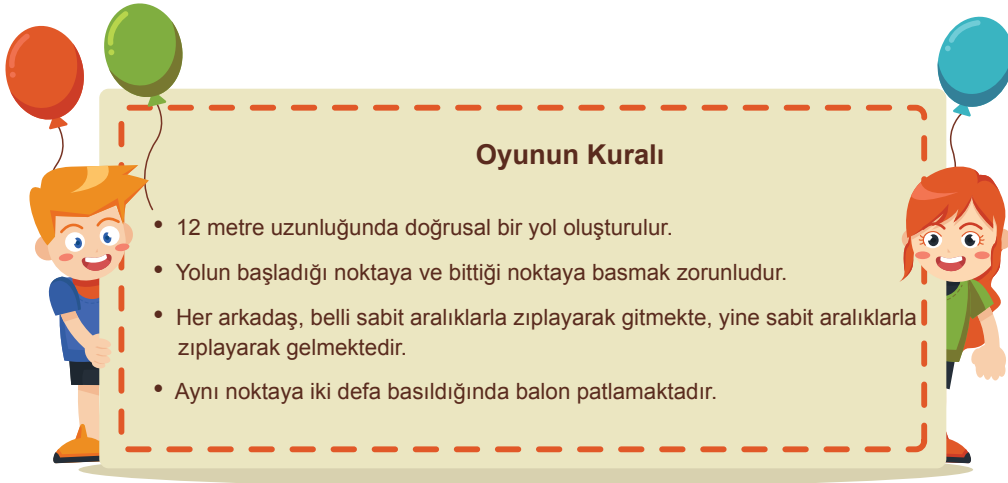 Oyunun Kuralı
• 12 metre uzunluğunda doğrusal bir yol oluşturulur.
• Yolun başladığı noktaya ve bittiği noktaya basmak zorunludur.
• Her arkadaş, belli sabit aralıklarla zıplayarak gitmekte, yine sabit aralıklarla
zıplayarak gelmektedir.
• Aynı noktaya iki defa basıldığında balon patlamaktadır.